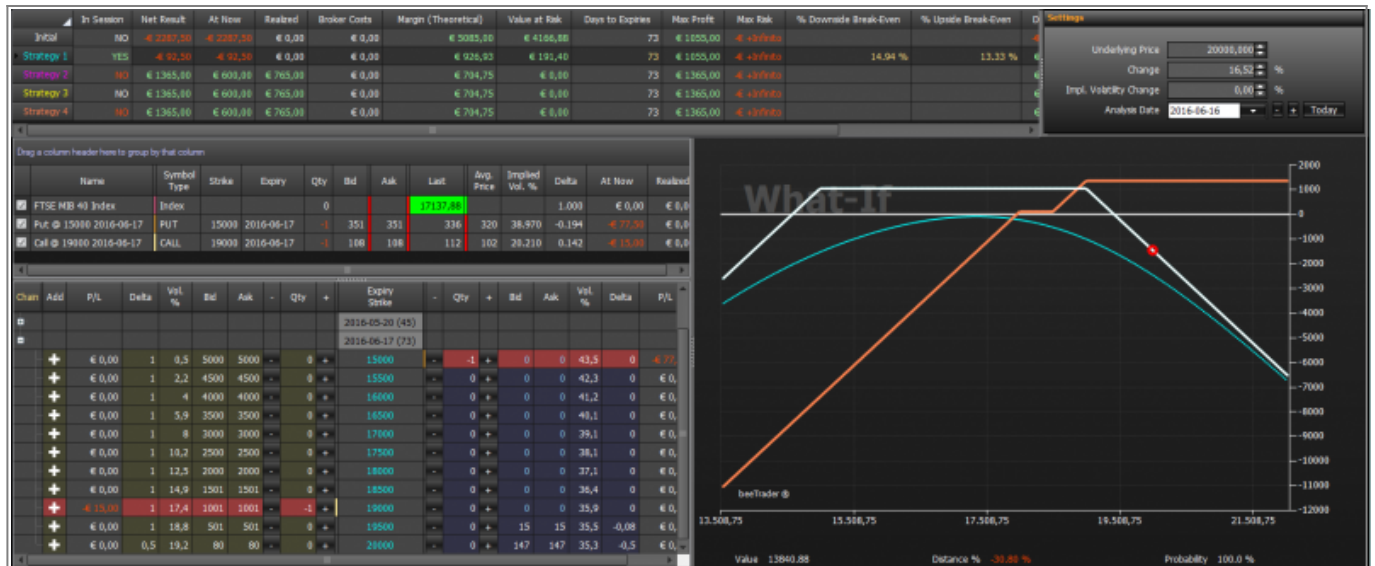 In Session Net Result At Now Realzed Broker Costs Margin (Theoretical) Value at Risk Days to Expiries Max Profit Max Risk % Downside Break-Even % Upside Break-Even
Initial NO -€ 2287,50 -€ 2287,50 € 0,00 € 0,00 € 5085,00 € 4166,88 73 € 1055,00 -€ +Infinito
Strategy 1 YES -€ 92,50 -€ 92,50 € 0,00 € 0,00 € 926,93 € 191,40 73 € 1055,00 -€ +Infinito 14.94 % 13.33 %
Strategy 2 NO € 1365,00 € 600,00 € 765,00 € 0,00 € 704,75 € 0,00 73 € 1365,00 -€ +Infinito
Strategy 3 NO € 1365,00 € 600,00 € 765,00 € 0,00 € 704,75 € 0,00 73 € 1365,00 -€ +Infinito
Strategy 4 NO € 1365,00 € 600,00 € 765,00 € 0,00 € 704,75 € 0,00 73 € 1365,00 -€ +Infinito
Settings
Underlying Price 20000,000
Change 16,52 %
Impl. Volatility Change 0,00 %
Analysis Date 2016-06-16 - + Today
Drag a column header here to group by that column
Name Symbol Type Strike Expiry Qty Bid Ask Last Avg. Price Implied Vol. % Delta At Now Realized
FTSE MIB 40 Index Index 0 17137,88 1.000 € 0,00 € 0,0
Put @ 15000 2016-06-17 PUT 15000 2016-06-17 -1 351 351 336 320 38.970 -0.194 -€ 77,50 € 0,0
Call @ 19000 2016-06-17 CALL 19000 2016-06-17 -1 108 108 112 102 20.210 0.142 -€ 15,00 € 0,0
Chain Add P/L Delta Vol. % Bid Ask - Qty + Expiry Strike - Qty + Bid Ask Vol. % Delta P/L
2016-05-20 (45)
2016-06-17 (73)
€ 0,00 1 0,5 5000 5000 - 0 + 15000 - -1 + 0 0 43,5 0 -€ 77,
€ 0,00 1 2,2 4500 4500 - 0 + 15500 - 0 + 0 0 42,3 0 € 0,
€ 0,00 1 4 4000 4000 - 0 + 16000 - 0 + 0 0 41,2 0 € 0,
€ 0,00 1 5,9 3500 3500 - 0 + 16500 - 0 + 0 0 40,1 0 € 0,
€ 0,00 1 8 3000 3000 - 0 + 17000 - 0 + 0 0 39,1 0 € 0,
€ 0,00 1 10,2 2500 2500 - 0 + 17500 - 0 + 0 0 38,1 0 € 0,
€ 0,00 1 12,5 2000 2000 - 0 + 18000 - 0 + 0 0 37,1 0 € 0,
€ 0,00 1 14,9 1501 1501 - 0 + 18500 - 0 + 0 0 36,4 0 € 0,
-€ 15,00 1 17,4 1001 1001 - -1 + 19000 - 0 + 0 0 35,9 0 € 0,
€ 0,00 1 18,8 501 501 - 0 + 19500 - 0 + 15 15 35,5 -0,08 € 0,
€ 0,00 0,5 19,2 80 80 - 0 + 20000 - 0 + 147 147 35,3 -0,5 € 0,
What-If
2000
1000
0
-1000
-3000
-4000
-5000
-6000
-7000
-8000
-9000
-10000
-11000
-12000
beeTrader ®
13.508,75 15.508,75 17.508,75 19.508,75 21.508,75
Value 13840.88 Distance % -30.80 % Probability 100.0 %